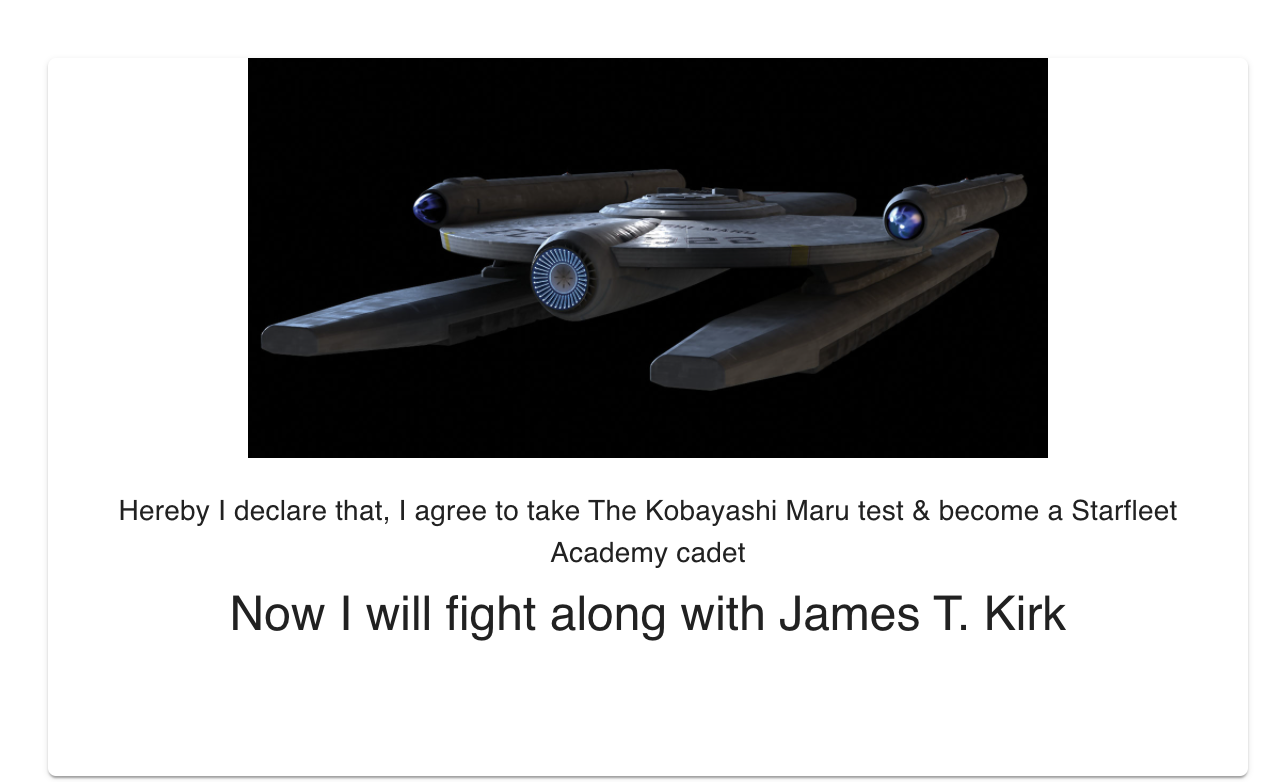 Hereby I declare that, I agree to take The Kobayashi Maru test & become a Starfleet
Academy cadet
Now I will fight along with James T. Kirk